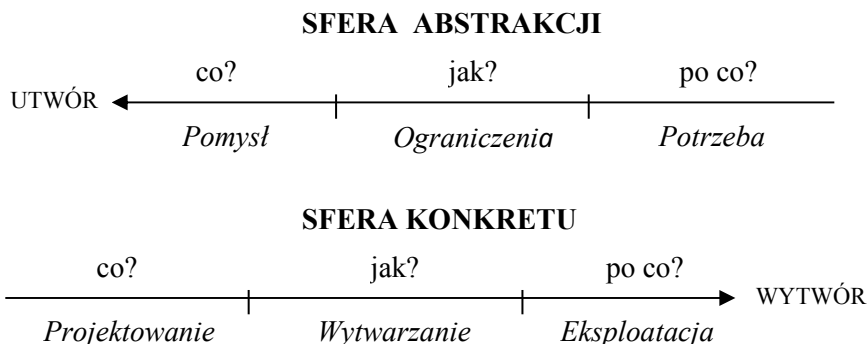 SFERA ABSTRAKCJI
co? jak? po co?
UTWÓR
Pomysł Ograniczenia Potrzeba
SFERA KONKRETU
co? jak? po co?
WYTWÓR
Projektowanie Wytwarzanie Eksploatacja